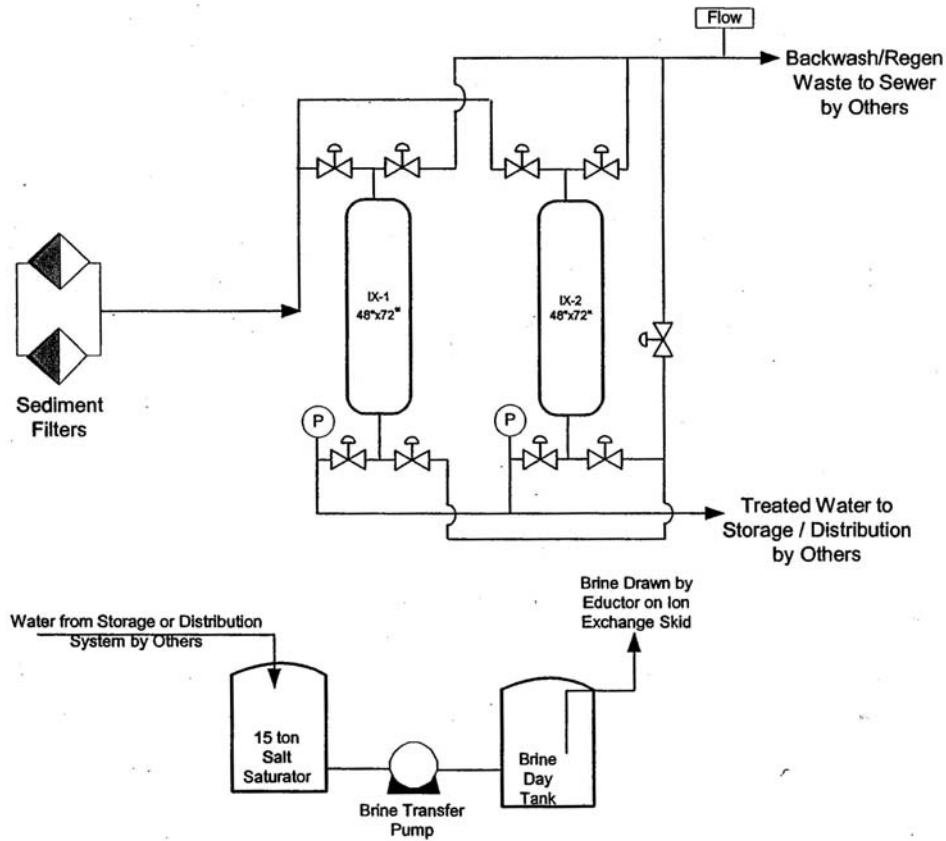 Flow
Backwash/Regen
Waste to Sewer
by Others
IX-1
48"x72"
IX-2
48"x72"
Sediment
Filters
P
P
Treated Water to
Storage / Distribution
by Others
Brine Drawn by
Eductor on Ion
Exchange Skid
Water from Storage or Distribution
System by Others
15 ton
Salt
Saturator
Brine
Day
Tank
Brine Transfer
Pump